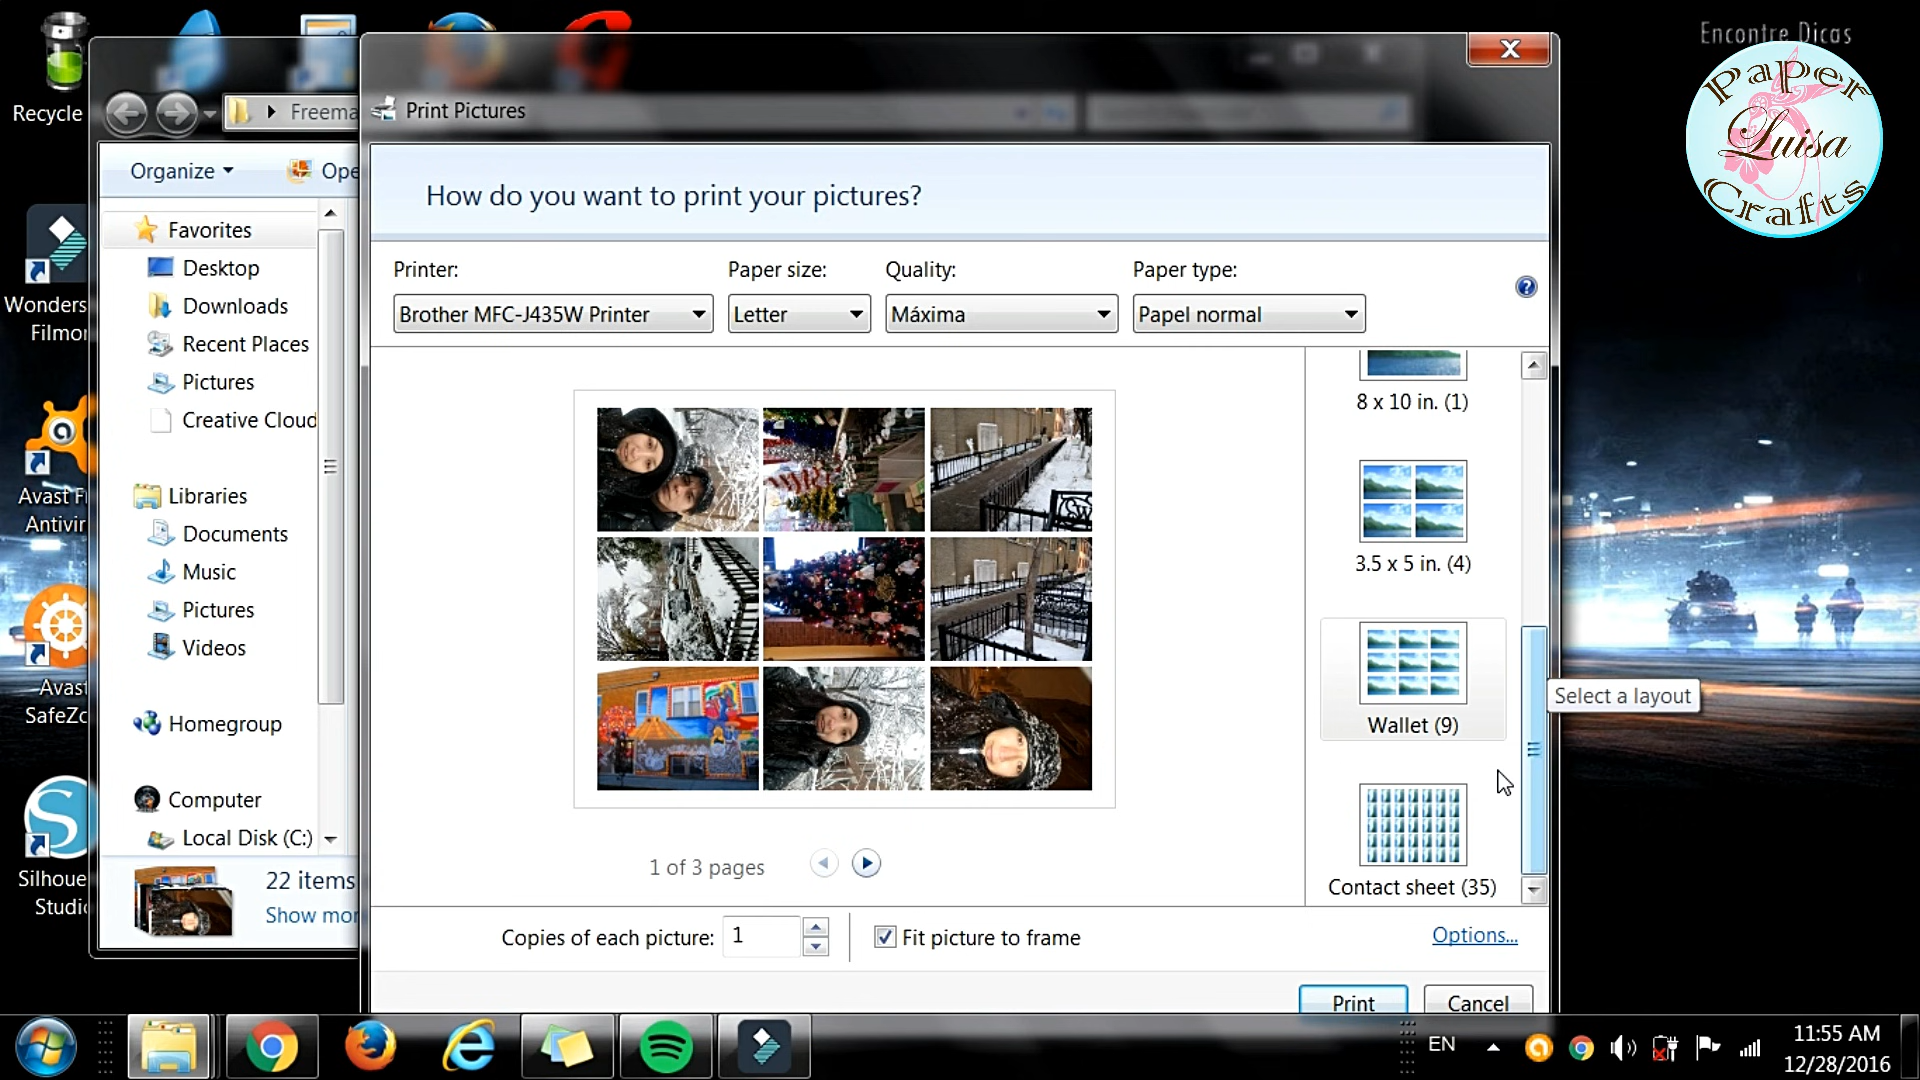 Encontre Dicas
Paper
Luisa
Crafts
Recycle
Freema
Print Pictures
Organize
Ope
How do you want to print your pictures?
Favorites
Desktop
Downloads
Recent Places
Pictures
Creative Cloud
Printer:
Paper size:
Quality:
Paper type:
Brother MFC-J435W Printer
Letter
Máxima
Papel normal
Wonders
Filmor
8 x 10 in. (1)
Avast Fr
Antivir
Libraries
Documents
Music
Pictures
Videos
3.5 x 5 in. (4)
Avast
SafeZo
Homegroup
Wallet (9)
Select a layout
Computer
Local Disk (C:)
Silhoue
Studio
22 items
Show mor
1 of 3 pages
Contact sheet (35)
Copies of each picture:
1
Fit picture to frame
Options...
Print
Cancel
EN
11:55 AM
12/28/2016